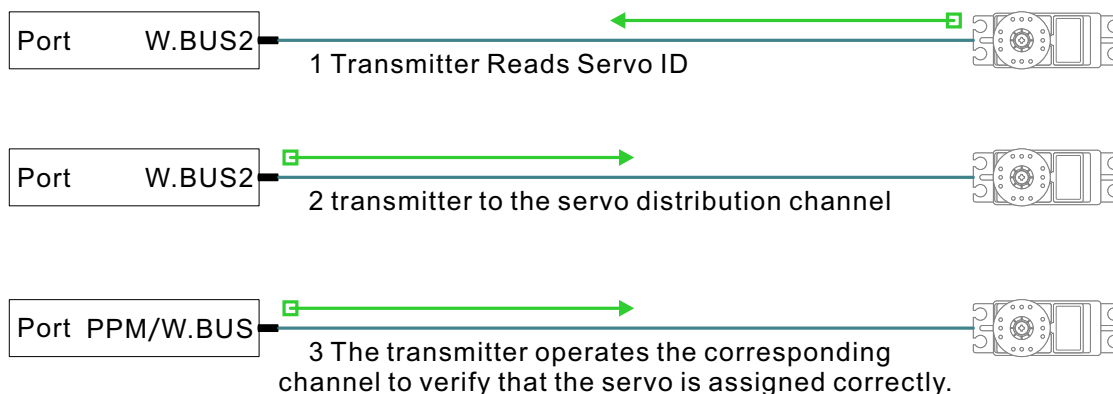 Port W.BUS2
1 Transmitter Reads Servo ID
Port W.BUS2
2 transmitter to the servo distribution channel
Port PPM/W.BUS
3 The transmitter operates the corresponding
channel to verify that the servo is assigned correctly.